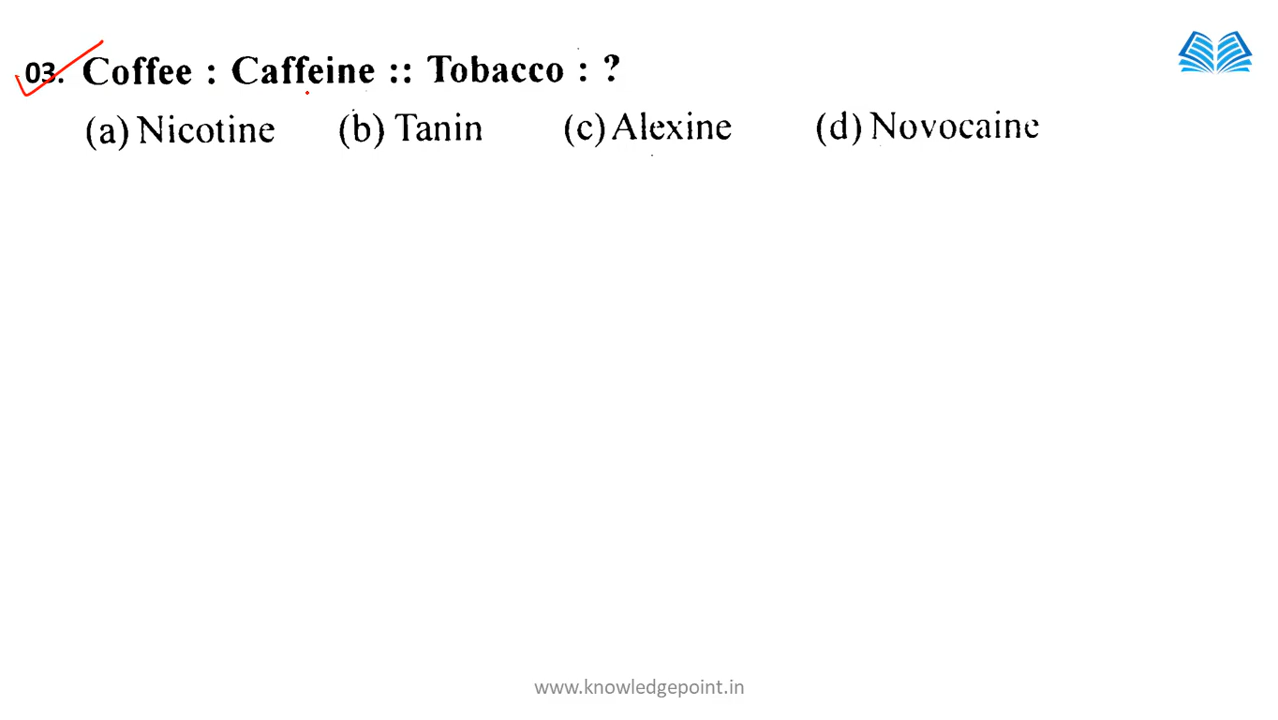 03. Coffee : Caffeine :: Tobacco : ?
(a) Nicotine (b) Tanin (c) Alexine (d) Novocaine
www.knowledgepoint.in